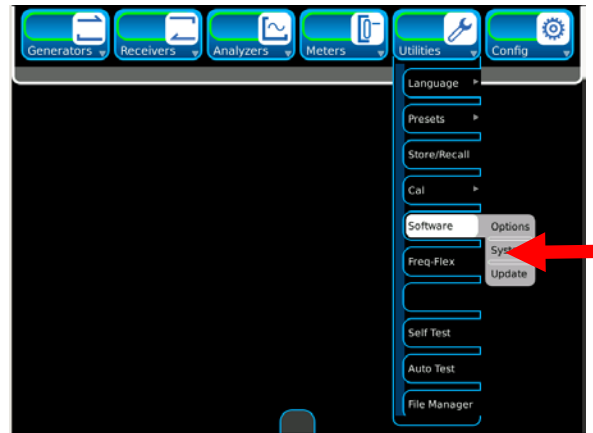 Generators
Receivers
Analyzers
Meters
Utilities
Config
Language
Presets
Store/Recall
Cal
Software
Options
Update
Freq-Flex
Self Test
Auto Test
File Manager